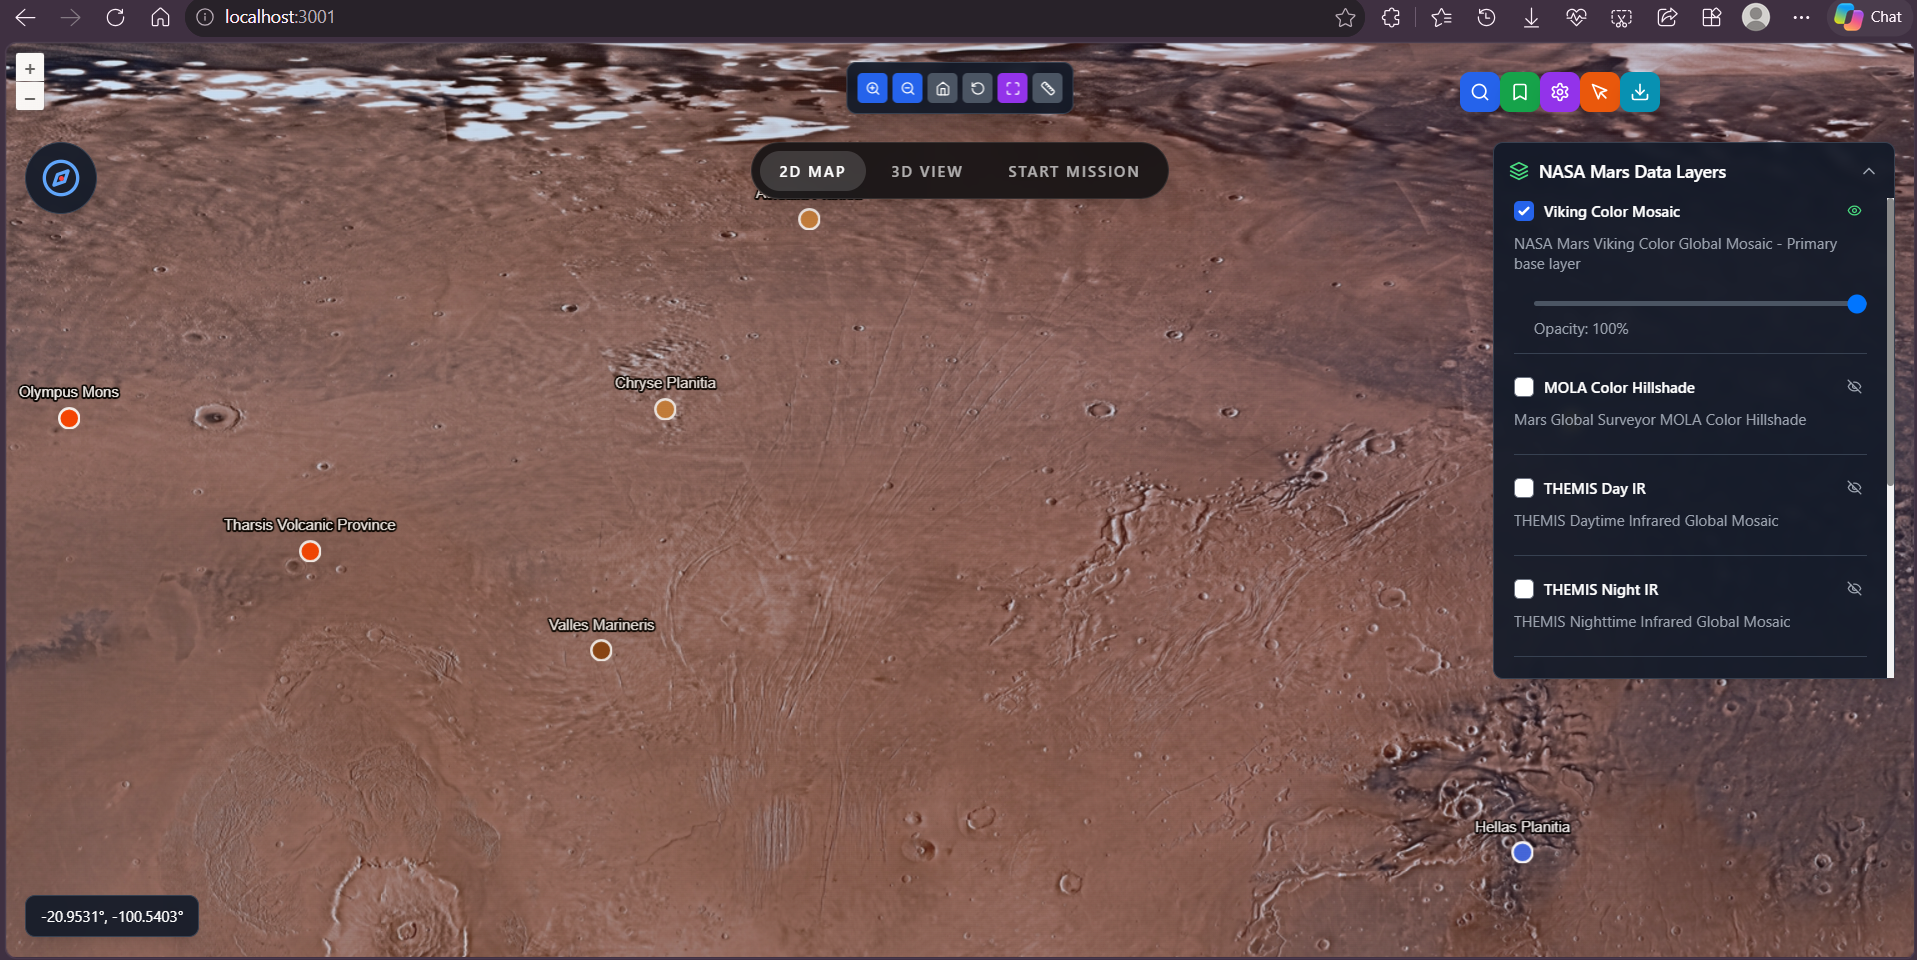 localhost:3001
Chat
+
−
2D MAP
3D VIEW
START MISSION
NASA Mars Data Layers
Viking Color Mosaic
NASA Mars Viking Color Global Mosaic - Primary
base layer
Opacity: 100%
MOLA Color Hillshade
Mars Global Surveyor MOLA Color Hillshade
THEMIS Day IR
THEMIS Daytime Infrared Global Mosaic
THEMIS Night IR
THEMIS Nighttime Infrared Global Mosaic
Olympus Mons
Chryse Planitia
Tharsis Volcanic Province
Valles Marineris
Hellas Planitia
-20.9531°, -100.5403°